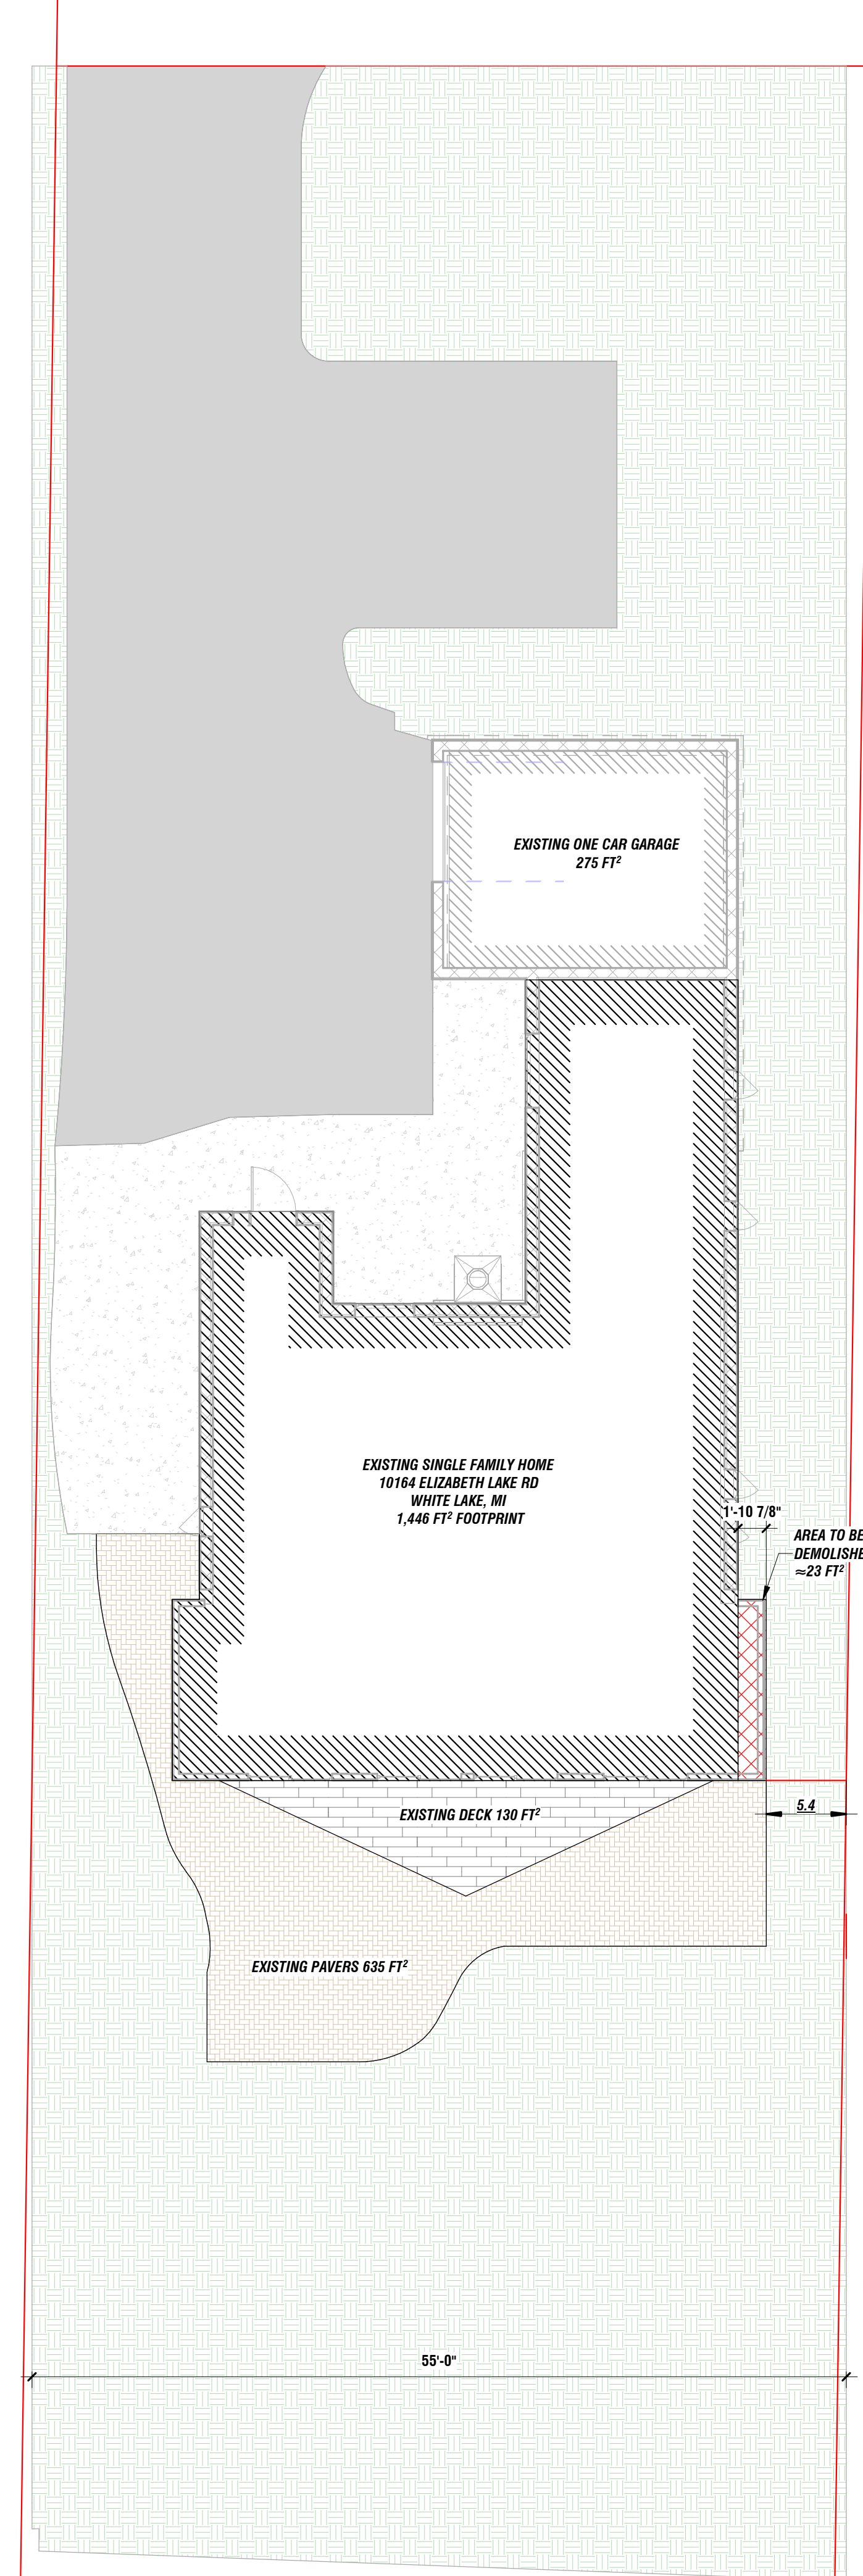 EXISTING ONE CAR GARAGE
275 FT²
EXISTING SINGLE FAMILY HOME
10164 ELIZABETH LAKE RD
WHITE LAKE, MI
1,446 FT² FOOTPRINT
1'-10 7/8"
AREA TO BE
DEMOLISHE
≈23 FT²
5.4
EXISTING DECK 130 FT²
EXISTING PAVERS 635 FT²
55'-0"